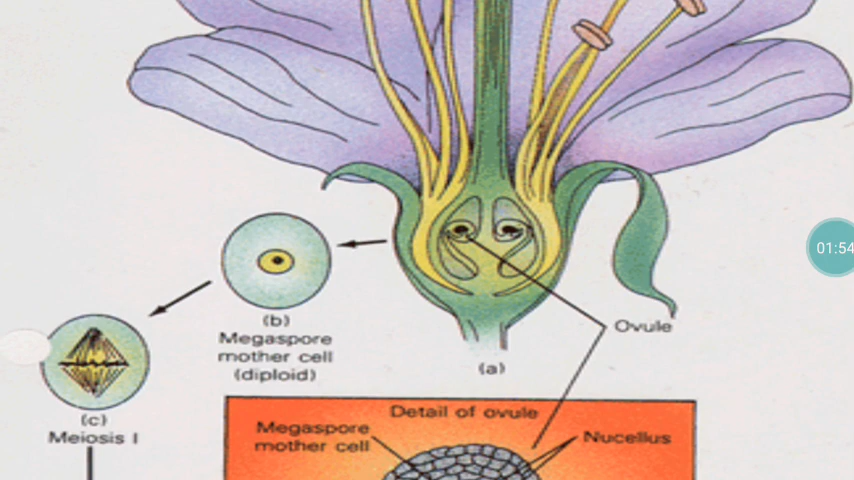 01:54
(b)
Megaspore
mother cell
(diploid)
Ovule
(a)
(c)
Meiosis I
Detail of ovule
Megaspore
mother cell
Nucellus